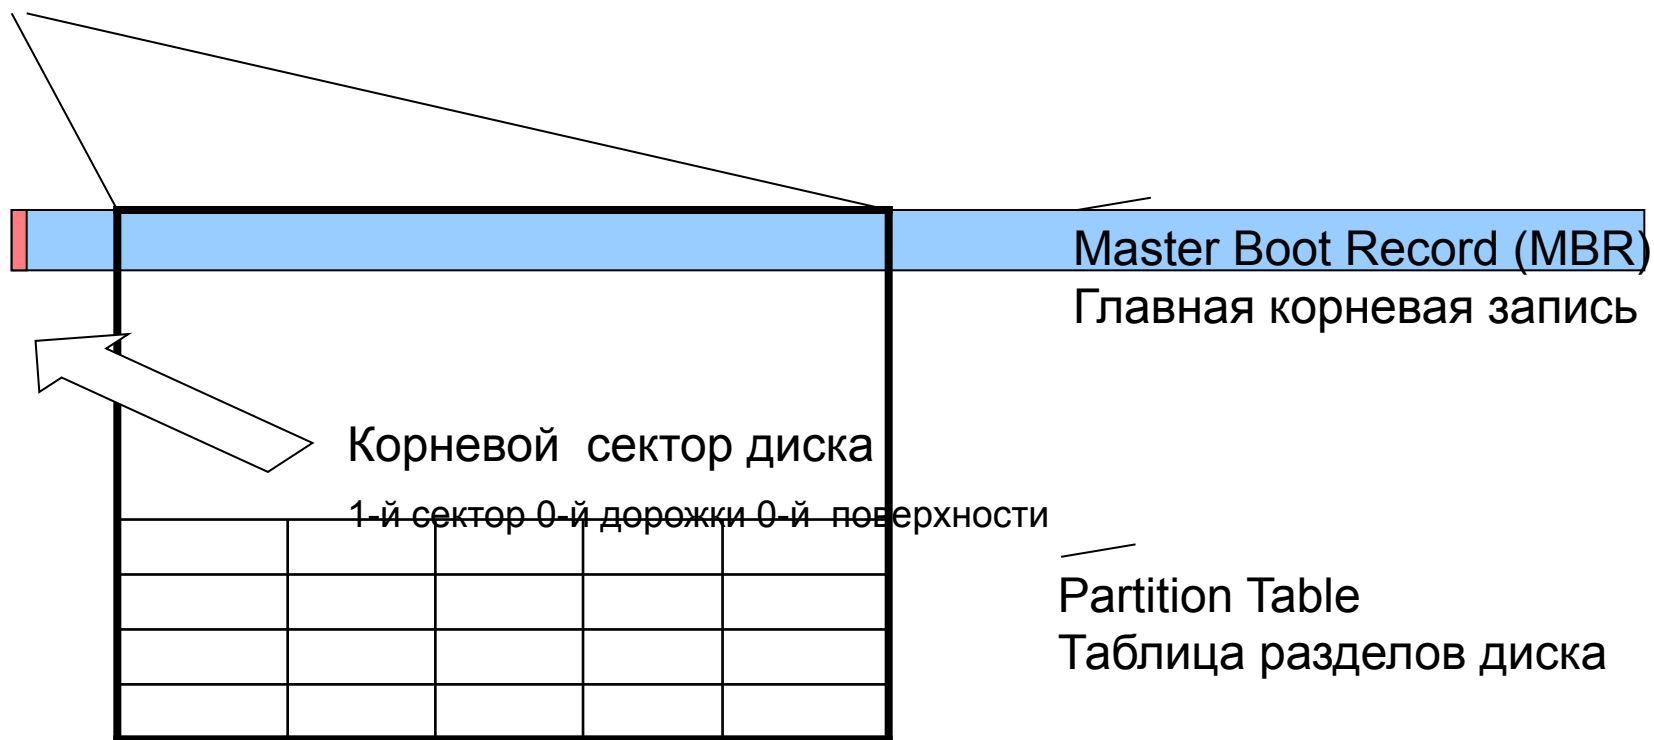 Master Boot Record (MBR)
Главная корневая запись
Корневой сектор диска
1-й сектор 0-й дорожки 0-й поверхности
Partition Table
Таблица разделов диска